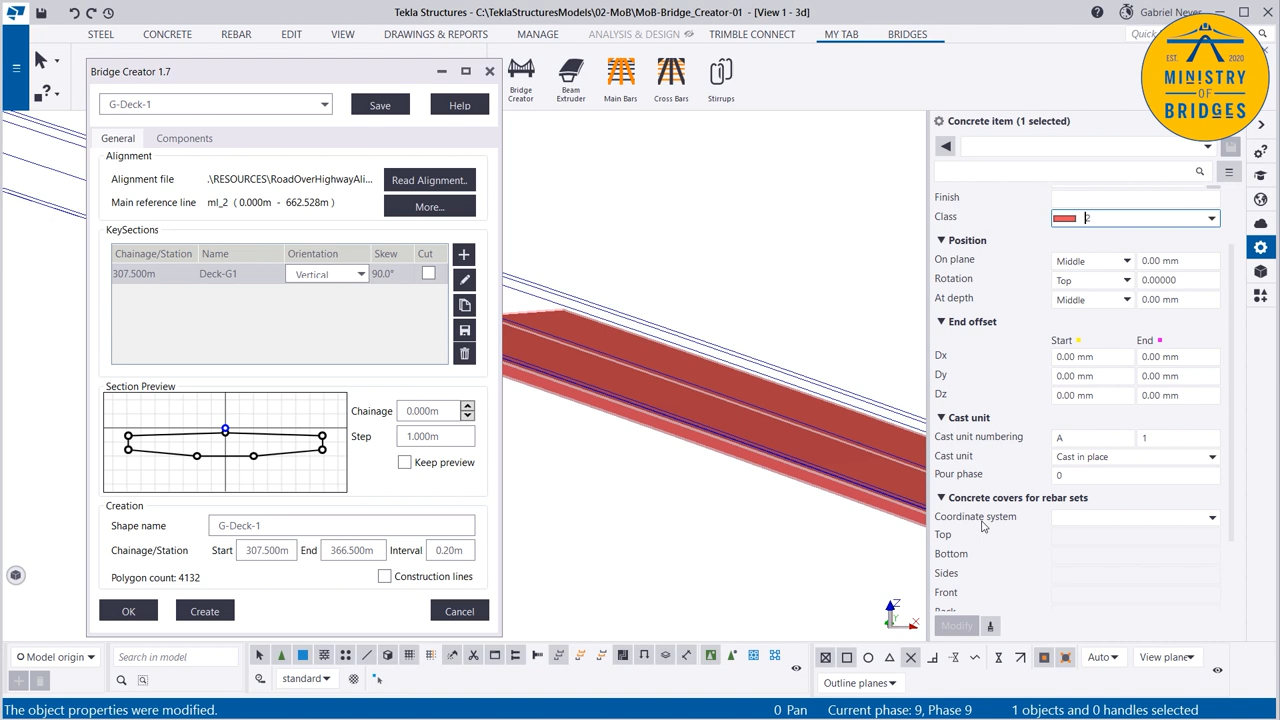 Tekla Structures - C:\TeklaStructuresModels\02-MoB\MoB-Bridge_Creator-01 - [View 1 - 3d]
Gabriel Neves
STEEL CONCRETE REBAR EDIT VIEW DRAWINGS & REPORTS MANAGE ANALYSIS & DESIGN TRIMBLE CONNECT MY TAB BRIDGES
EST. 2020
MINISTRY
OF
BRIDGES
Bridge Creator 1.7
G-Deck-1 Save Help
General Components
Alignment
Alignment file .\RESOURCES\RoadOverHighwayAli... Read Alignment..
Main reference line ml_2 ( 0.000m - 662.528m ) More...
KeySections
Chainage/Station Name Orientation Skew Cut
307.500m Deck-G1 Vertical 90.0°
Section Preview
Chainage 0.000m
Step 1.000m
Keep preview
Creation
Shape name G-Deck-1
Chainage/Station Start 307.500m End 366.500m Interval 0.20m
Polygon count: 4132 Construction lines
OK Create Cancel
Bridge
Creator
Beam
Extruder
Main Bars
Cross Bars
Stirrups
Z
Y
X
Concrete item (1 selected)
Finish
Class 2
Position
On plane Middle 0.00 mm
Rotation Top 0.00000
At depth Middle 0.00 mm
End offset
Start End
Dx 0.00 mm 0.00 mm
Dy 0.00 mm 0.00 mm
Dz 0.00 mm 0.00 mm
Cast unit
Cast unit numbering A 1
Cast unit Cast in place
Pour phase 0
Concrete covers for rebar sets
Coordinate system
Top
Bottom
Sides
Front
Modify
Model origin Search in model
standard
Auto View plane
Outline planes
The object properties were modified. 0 Pan Current phase: 9, Phase 9 1 objects and 0 handles selected